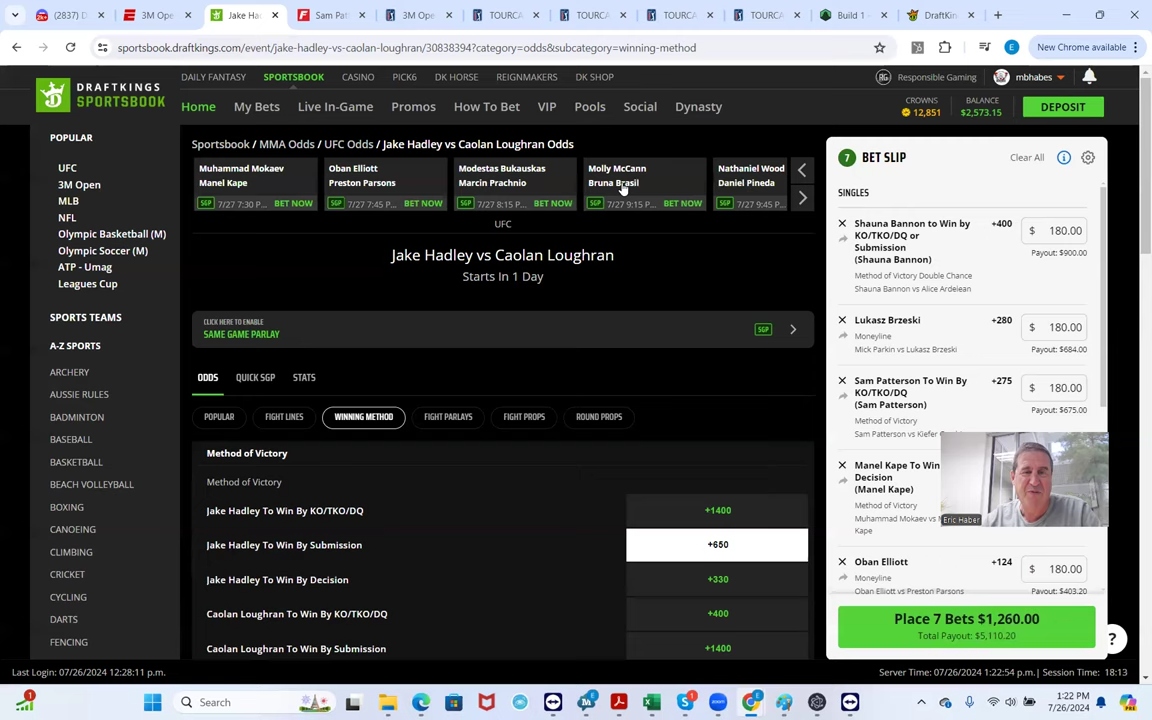 (2837) D
3M Ope
Jake Ha
Sam Pat
3M Ope
TOURCA
TOURCA
TOURCA
TOURCA
Build 1
DraftKin
sportsbook.draftkings.com/event/jake-hadley-vs-caolan-loughran/30838394?category=odds&subcategory=winning-method
E
New Chrome available
DRAFTKINGS
SPORTSBOOK
DAILY FANTASY
SPORTSBOOK
CASINO
PICK6
DK HORSE
REIGNMAKERS
DK SHOP
RG
Responsible Gaming
mbhabes
Home
My Bets
Live In-Game
Promos
How To Bet
VIP
Pools
Social
Dynasty
CROWNS
12,851
BALANCE
$2,573.15
DEPOSIT
POPULAR
UFC
3M Open
MLB
NFL
Olympic Basketball (M)
Olympic Soccer (M)
ATP - Umag
Leagues Cup
SPORTS TEAMS
A-Z SPORTS
ARCHERY
AUSSIE RULES
BADMINTON
BASEBALL
BASKETBALL
BEACH VOLLEYBALL
BOXING
CANOEING
CLIMBING
CRICKET
CYCLING
DARTS
FENCING
Sportsbook / MMA Odds / UFC Odds / Jake Hadley vs Caolan Loughran Odds
Muhammad Mokaev
Manel Kape
SGP 7/27 7:30 P... BET NOW
Oban Elliott
Preston Parsons
SGP 7/27 7:45 P... BET NOW
Modestas Bukauskas
Marcin Prachnio
SGP 7/27 8:15 P... BET NOW
Molly McCann
Bruna Brasil
SGP 7/27 9:15 P... BET NOW
Nathaniel Wood
Daniel Pineda
SGP 7/27 9:45 P...
UFC
Jake Hadley vs Caolan Loughran
Starts In 1 Day
CLICK HERE TO ENABLE
SAME GAME PARLAY
SGP
ODDS
QUICK SGP
STATS
POPULAR
FIGHT LINES
WINNING METHOD
FIGHT PARLAYS
FIGHT PROPS
ROUND PROPS
Method of Victory
Method of Victory
Jake Hadley To Win By KO/TKO/DQ +1400
Jake Hadley To Win By Submission +650
Jake Hadley To Win By Decision +330
Caolan Loughran To Win By KO/TKO/DQ +400
Caolan Loughran To Win By Submission +1400
7 BET SLIP
Clear All
SINGLES
Shauna Bannon to Win by +400
KO/TKO/DQ or
Submission
(Shauna Bannon)
$ 180.00
Payout: $900.00
Method of Victory Double Chance
Shauna Bannon vs Alice Ardelean
Lukasz Brzeski +280
$ 180.00
Moneyline
Mick Parkin vs Lukasz Brzeski
Payout: $684.00
Sam Patterson To Win By +275
KO/TKO/DQ
(Sam Patterson)
$ 180.00
Payout: $675.00
Method of Victory
Sam Patterson vs Kiefer
Manel Kape To Win
Decision
(Manel Kape)
Method of Victory
Muhammad Mokaev vs
Kape
Eric Haber
Oban Elliott +124
$ 180.00
Moneyline
Oban Elliott vs Preston Parsons
Payout: $403.20
Place 7 Bets $1,260.00
Total Payout: $5,110.20
?
Last Login: 07/26/2024 12:28:11 p.m.
Server Time: 07/26/2024 1:22:54 p.m.
Session Time: 18:13
1
Search
1:22 PM
7/26/2024